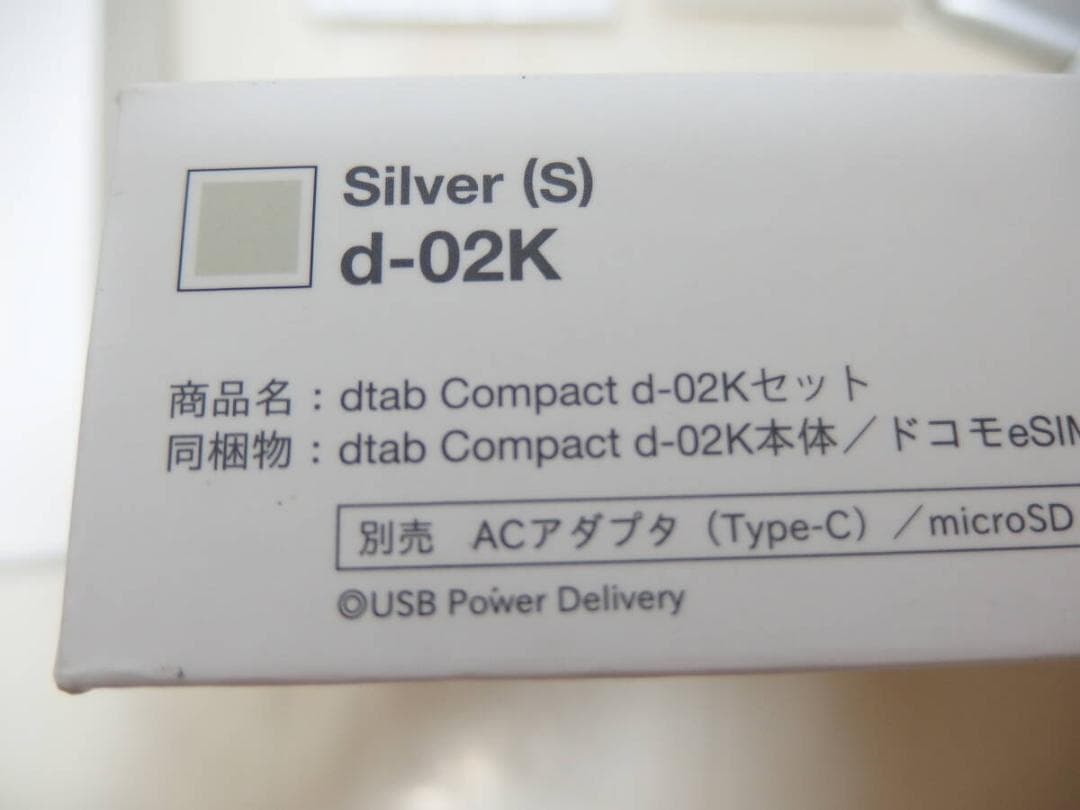 Silver (S)
d-02K
商品名：dtab Compact d-02Kセット
同梱物：dtab Compact d-02K本体／ドコモeSIM
別売　ACアダプタ（Type-C）／microSD
◎USB Power Delivery